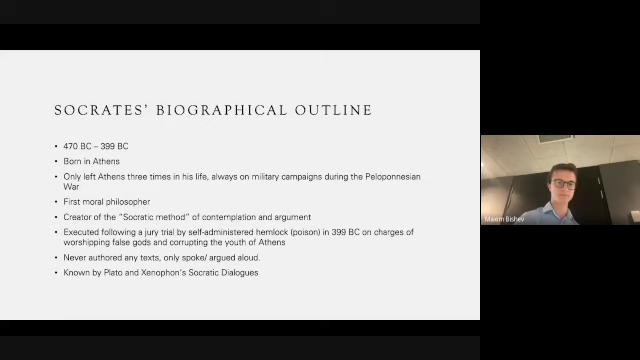 SOCRATES' BIOGRAPHICAL OUTLINE
• 470 BC – 399 BC
• Born in Athens
• Only left Athens three times in his life, always on military campaigns during the Peloponnesian
War
• First moral philosopher
• Creator of the "Socratic method" of contemplation and argument
• Executed following a jury trial by self-administered hemlock (poison) in 399 BC on charges of
worshipping false gods and corrupting the youth of Athens
• Never authored any texts, only spoke/ argued aloud.
• Known by Plato and Xenophon's Socratic Dialogues
Maxim Bishev